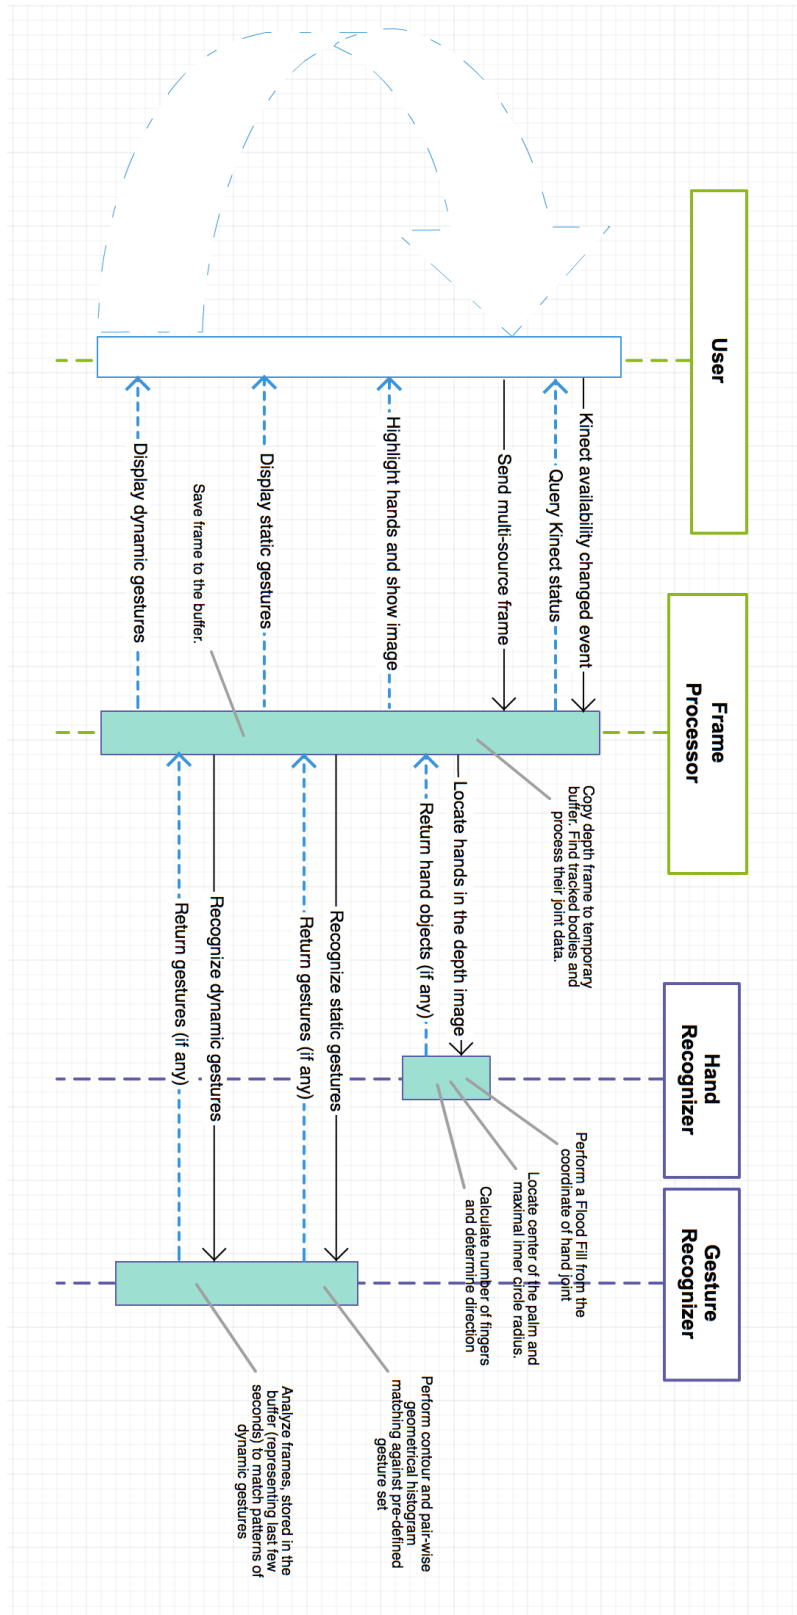 User
Frame
Processor
Hand
Recognizer
Gesture
Recognizer
Kinect availability changed event
Query Kinect status
Send multi-source frame
Copy depth frame to temporary
buffer. Find tracked bodies and
process their joint data.
Locate hands in the depth image
Perform a Flood Fill from the
coordinate of hand joint
Locate center of the palm and
maximal inner circle radius.
Calculate number of fingers
and determine direction
Return hand objects (if any)
Highlight hands and show image
Recognize static gestures
Perform contour and pair-wise
geometrical histogram
matching against pre-defined
gesture set
Return gestures (if any)
Display static gestures
Save frame to the buffer.
Recognize dynamic gestures
Analyze frames, stored in the
buffer (representing last few
seconds) to match patterns of
dynamic gestures
Return gestures (if any)
Display dynamic gestures